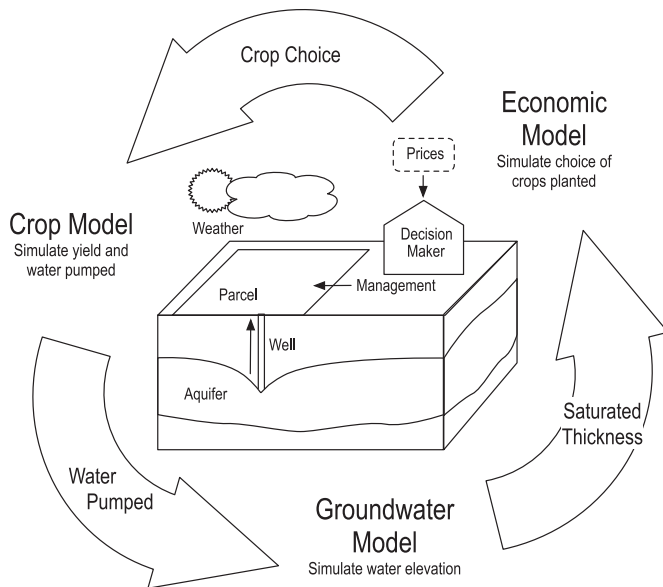 Crop Choice
Economic
Model
Simulate choice of
crops planted
Prices
Weather
Decision
Maker
Crop Model
Simulate yield and
water pumped
Parcel
Management
Well
Aquifer
Saturated
Thickness
Water
Pumped
Groundwater
Model
Simulate water elevation